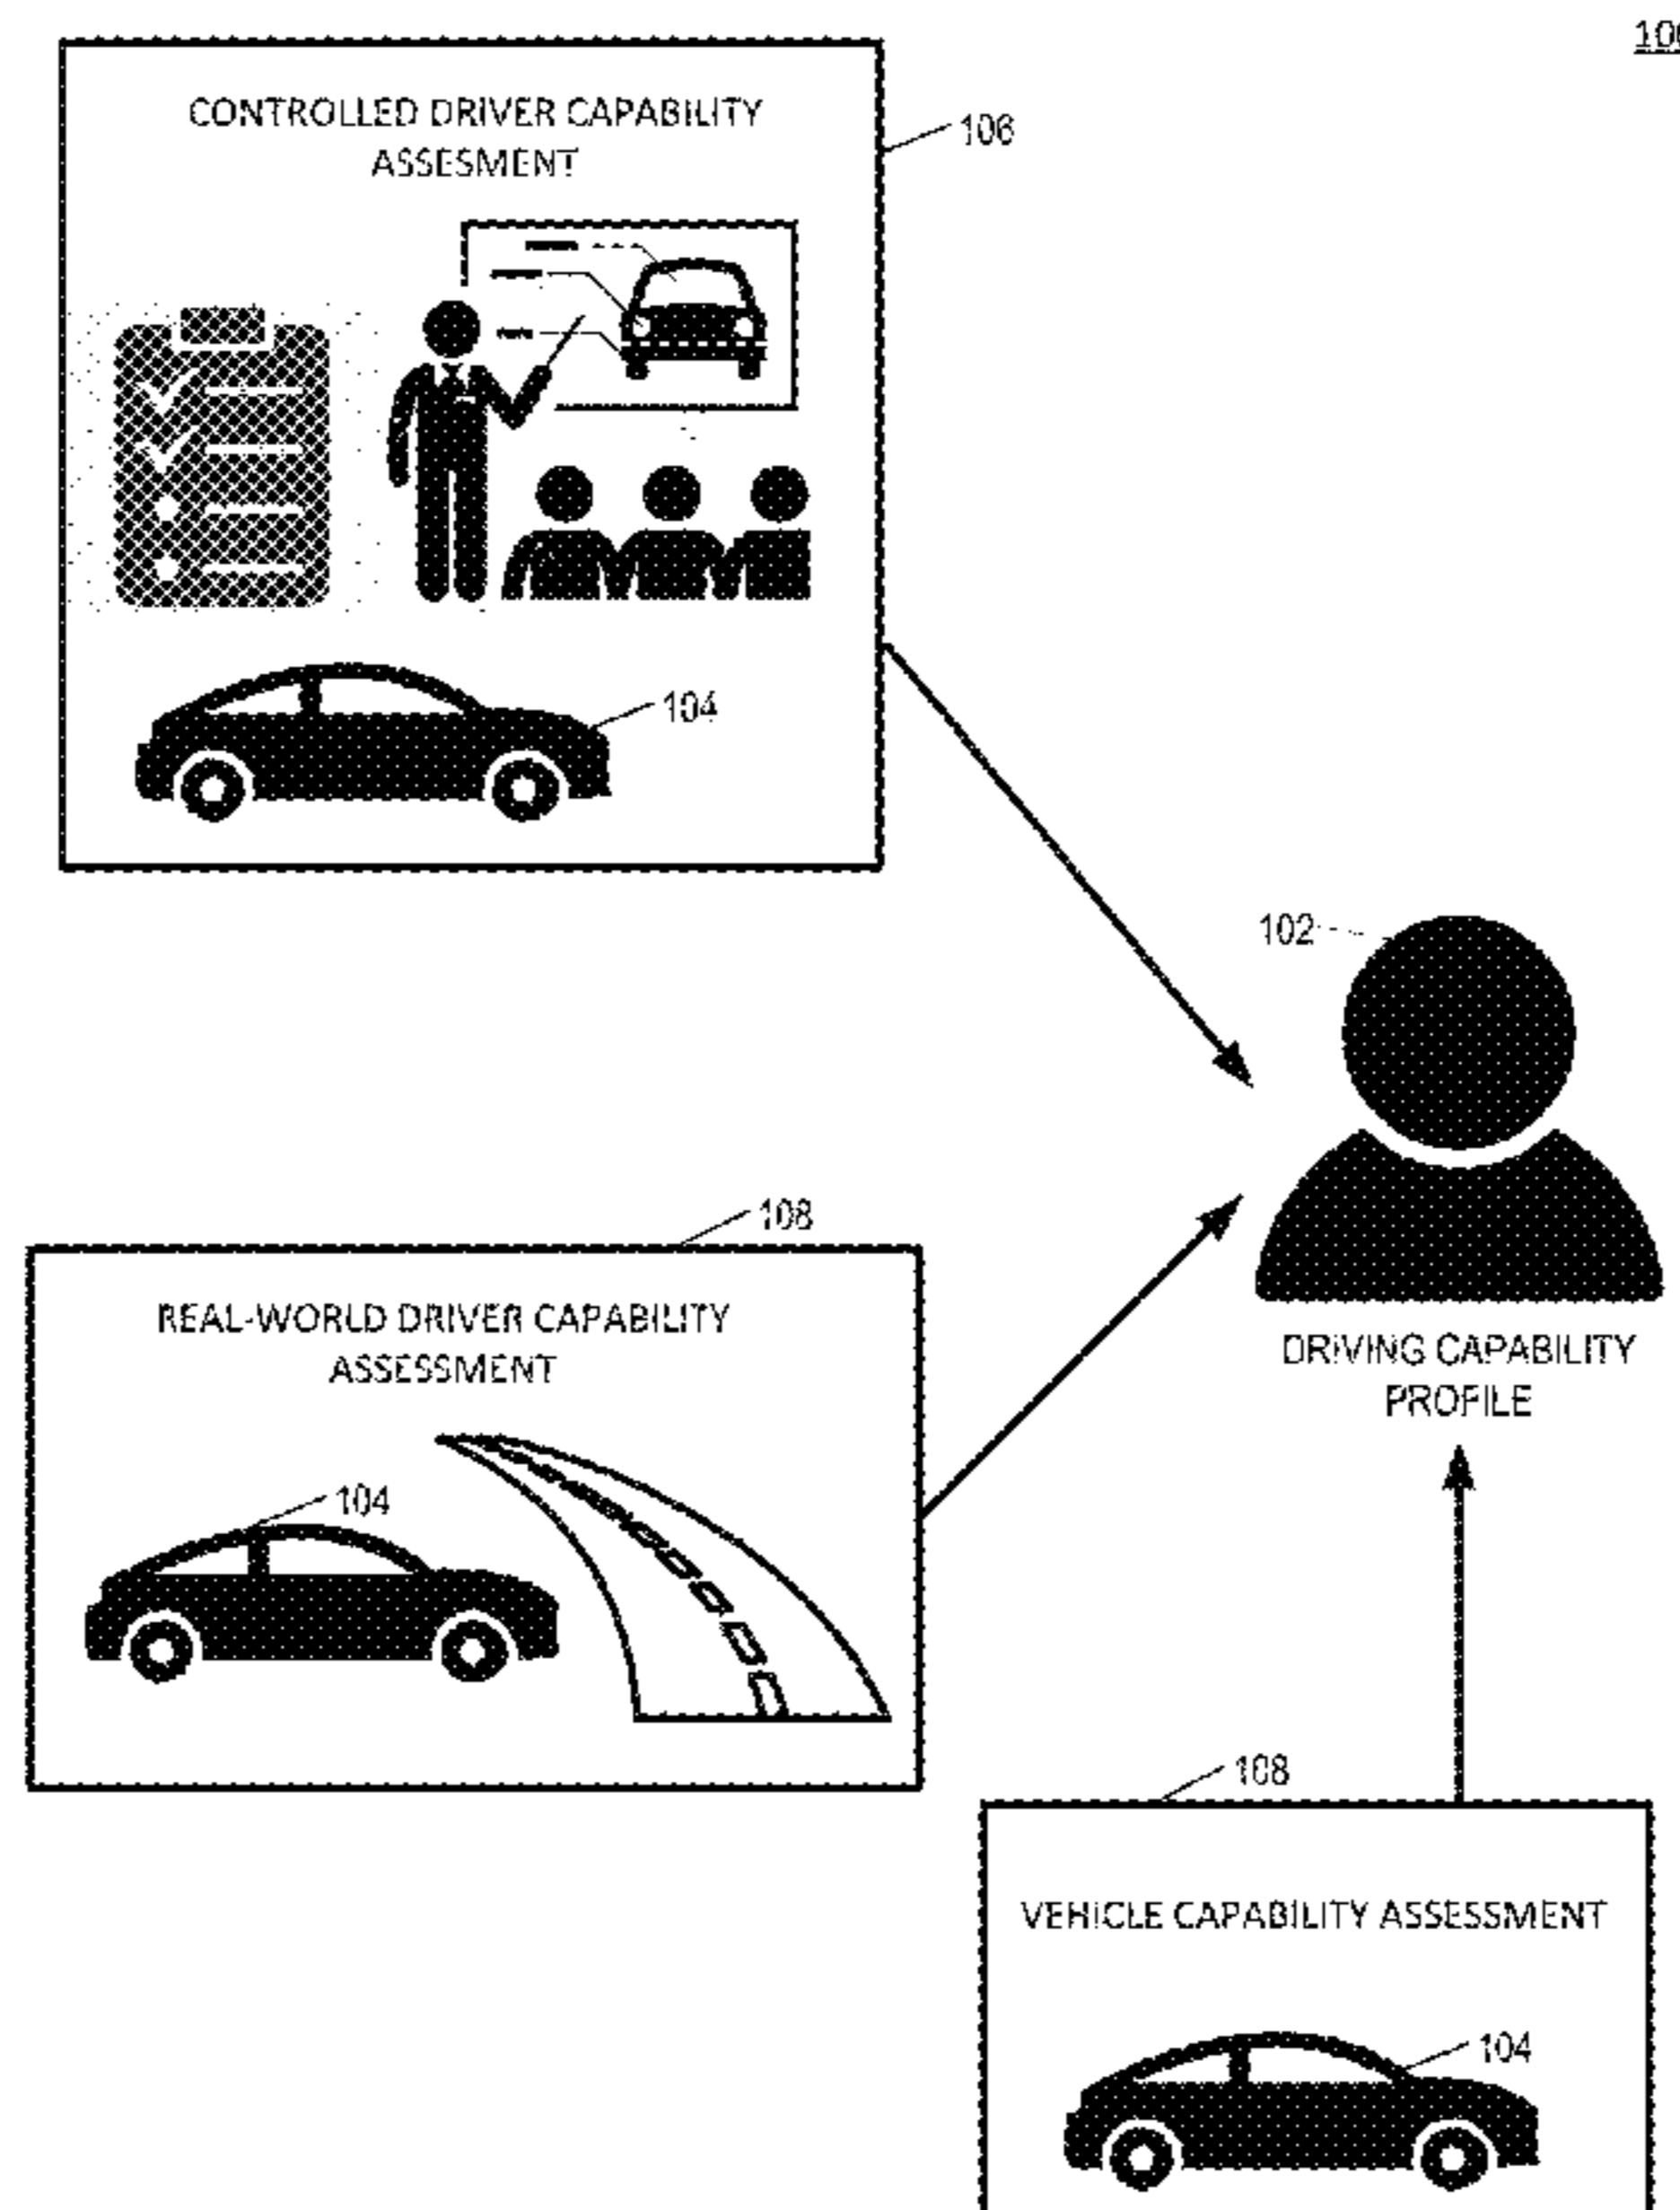 100
CONTROLLED DRIVER CAPABILITY
ASSESMENT
106
104
102
DRIVING CAPABILITY
PROFILE
108
REAL-WORLD DRIVER CAPABILITY
ASSESSMENT
104
108
VEHICLE CAPABILITY ASSESSMENT
104